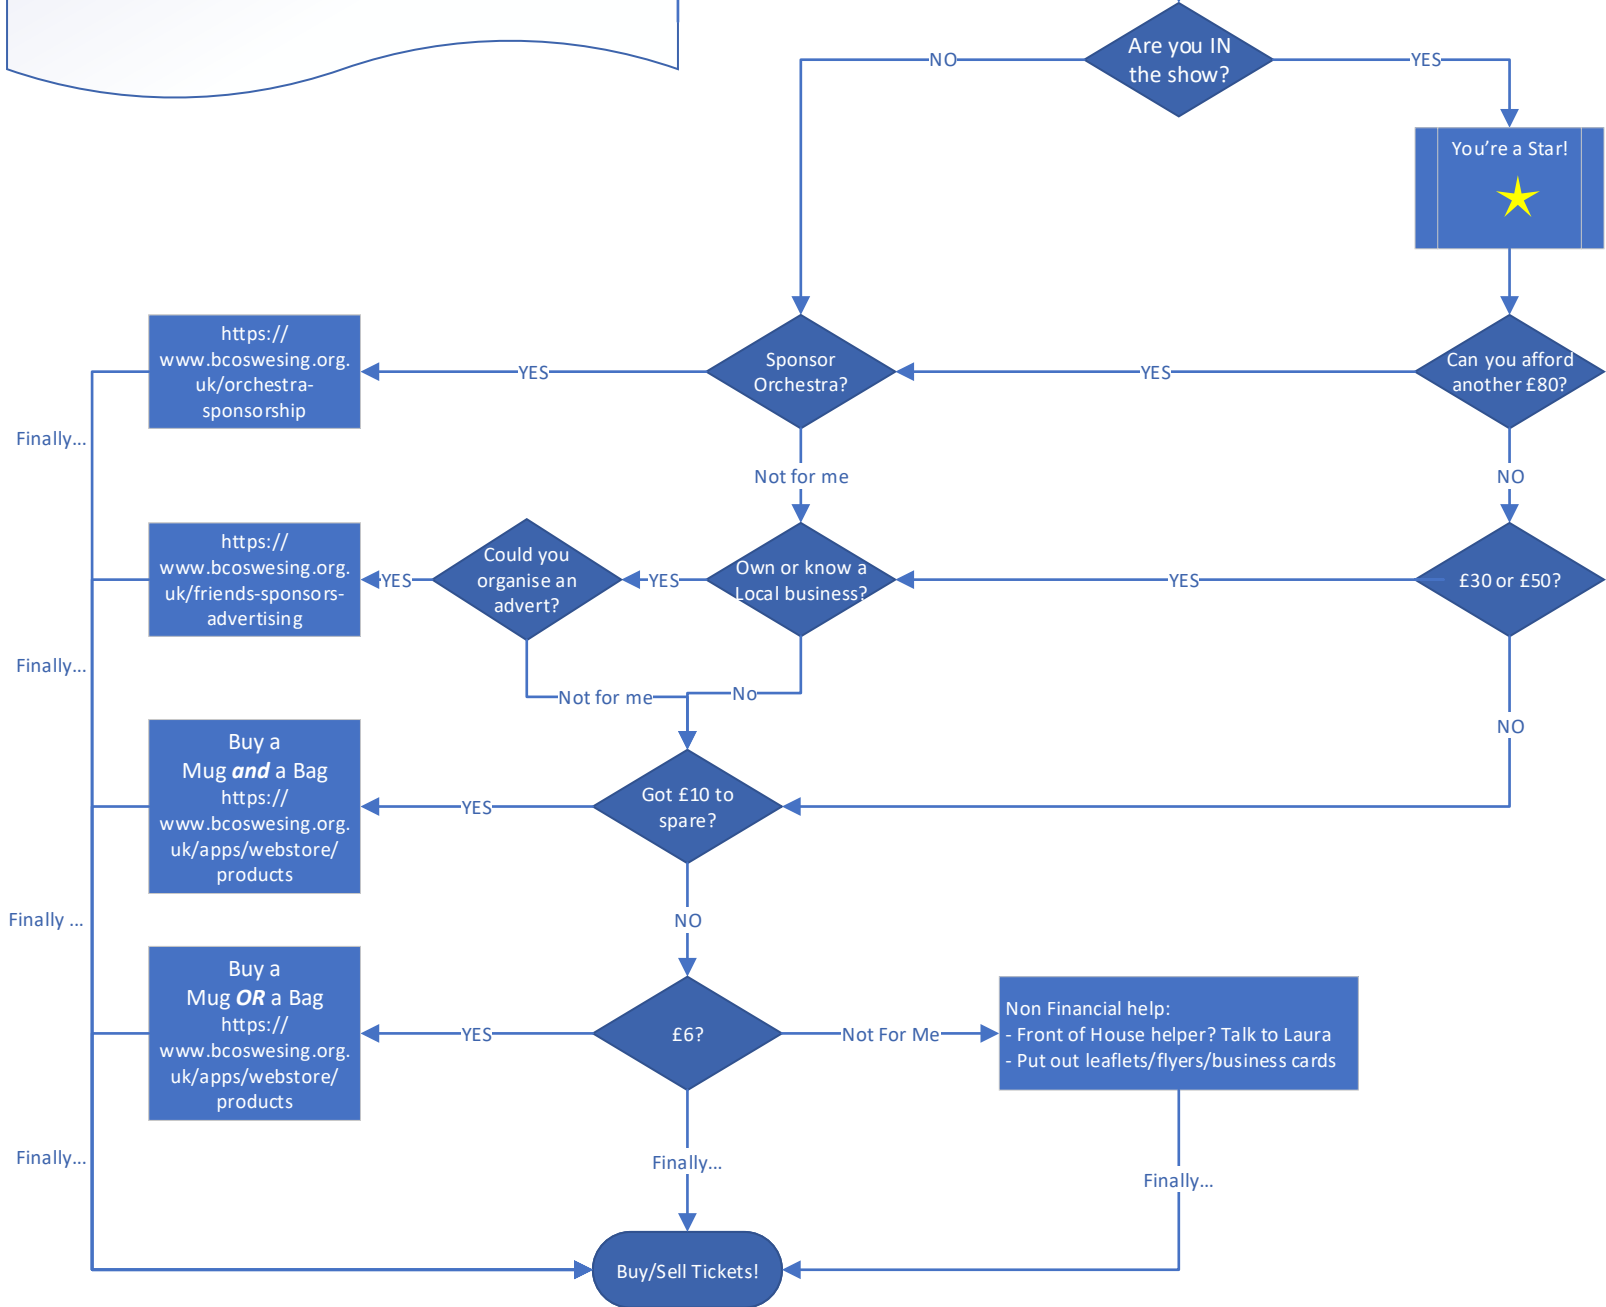 Are you IN
the show?
NO
YES
You’re a Star!
https://
www.bcoswesing.org.
uk/orchestra-
sponsorship
YES
Sponsor
Orchestra?
YES
Can you afford
another £80?
Finally...
Not for me
NO
https://
www.bcoswesing.org.
uk/friends-sponsors-
advertising
YES
Could you
organise an
advert?
YES
Own or know a
Local business?
YES
£30 or £50?
Finally...
Not for me
No
NO
Buy a
Mug and a Bag
https://
www.bcoswesing.org.
uk/apps/webstore/
products
YES
Got £10 to
spare?
Finally ...
NO
Buy a
Mug OR a Bag
https://
www.bcoswesing.org.
uk/apps/webstore/
products
YES
£6?
Not For Me
Non Financial help:
- Front of House helper? Talk to Laura
- Put out leaflets/flyers/business cards
Finally...
Finally...
Finally...
Buy/Sell Tickets!